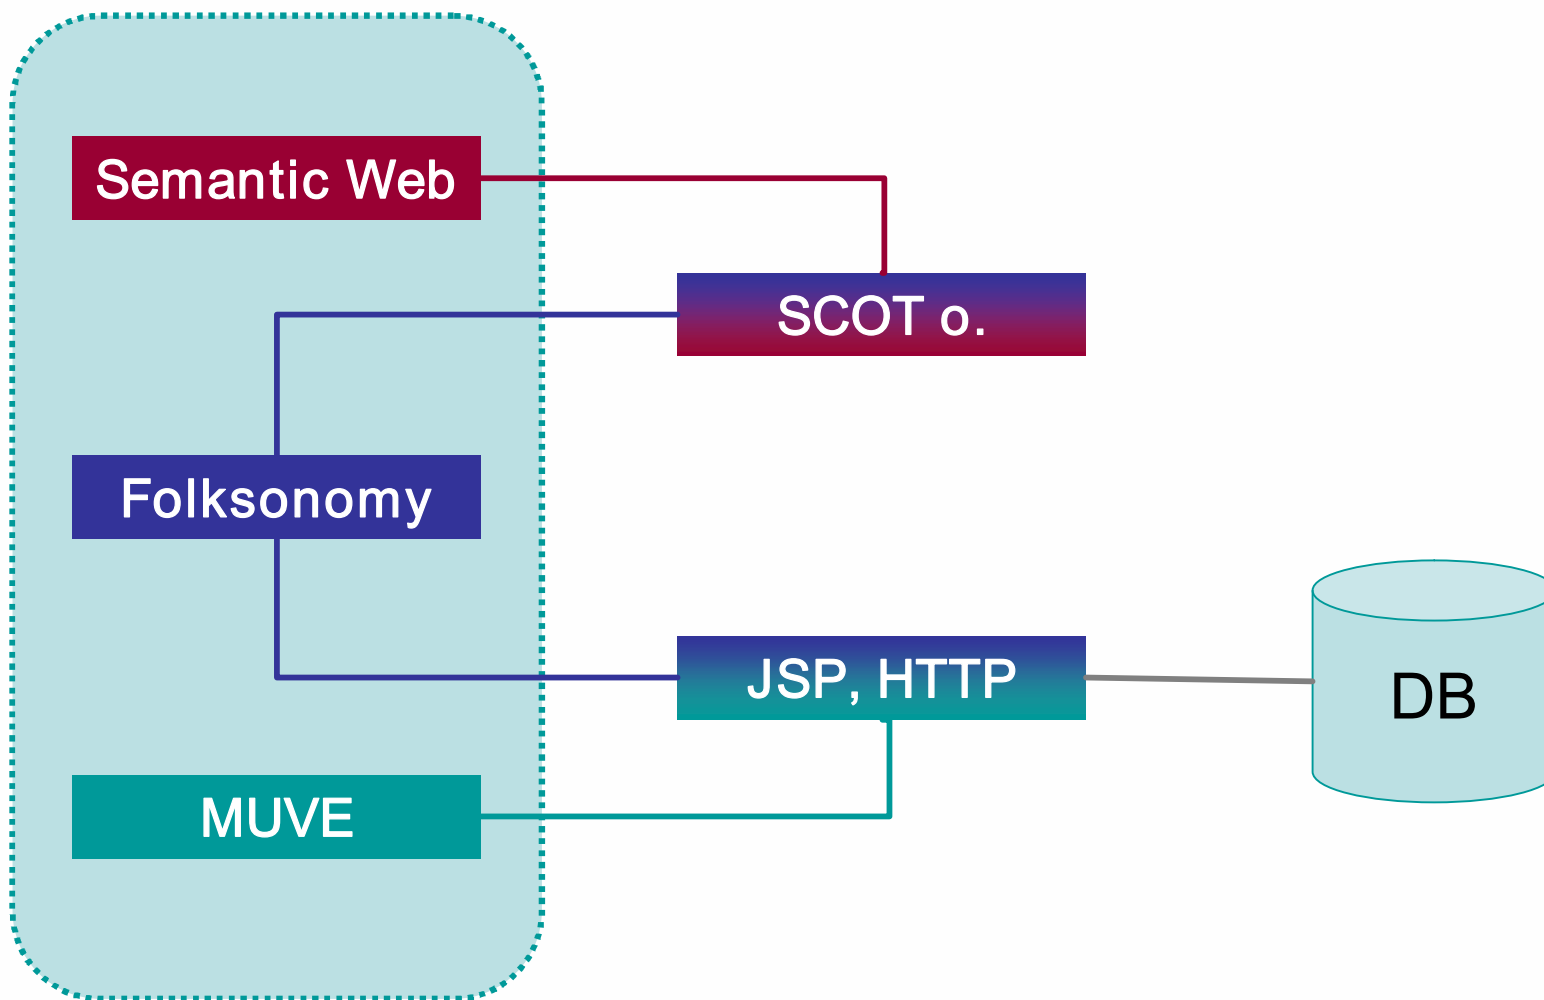 Semantic Web
SCOT o.
Folksonomy
JSP, HTTP
DB
MUVE